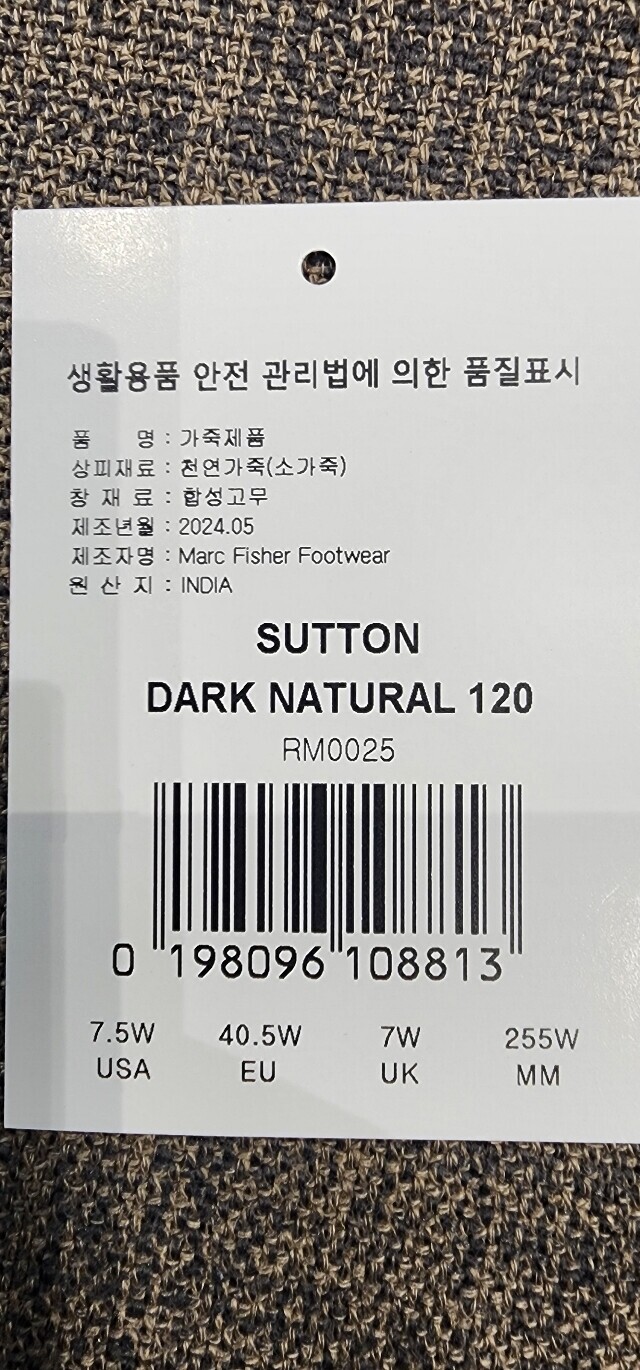 생활용품 안전 관리법에 의한 품질표시
품 명 : 가죽제품
상피재료 : 천연가죽(소가죽)
창 재 료 : 합성고무
제조년월 : 2024.05
제조자명 : Marc Fisher Footwear
원 산 지 : INDIA
SUTTON
DARK NATURAL 120
RM0025
0 198096 108813
7.5W 40.5W 7W 255W
USA EU UK MM